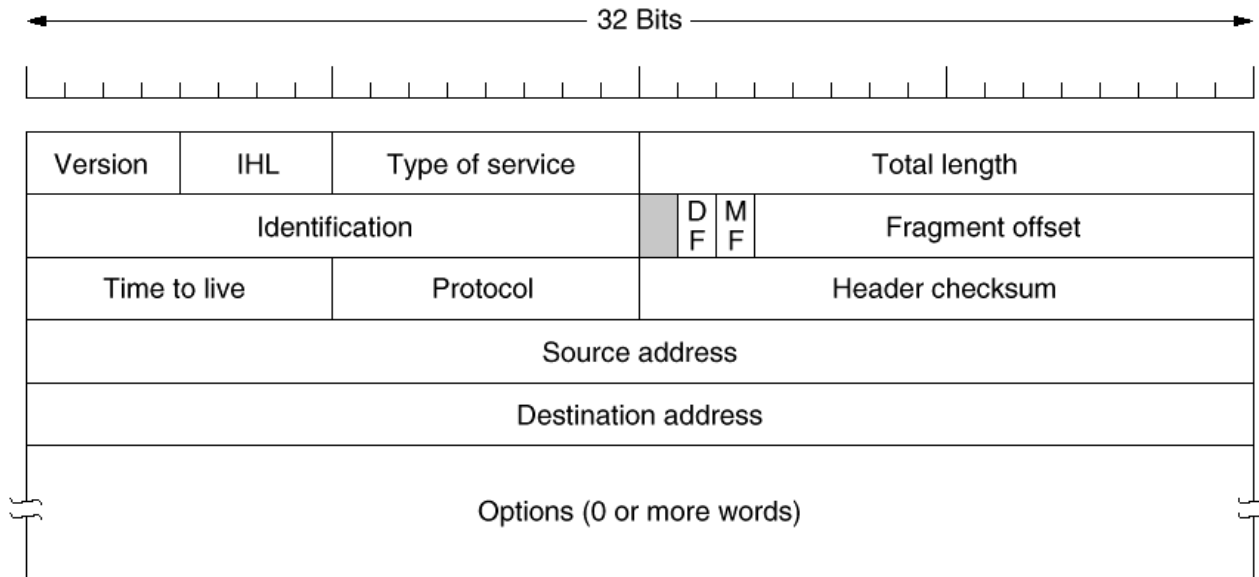 32 Bits
Version IHL Type of service Total length
Identification D F M F Fragment offset
Time to live Protocol Header checksum
Source address
Destination address
Options (0 or more words)